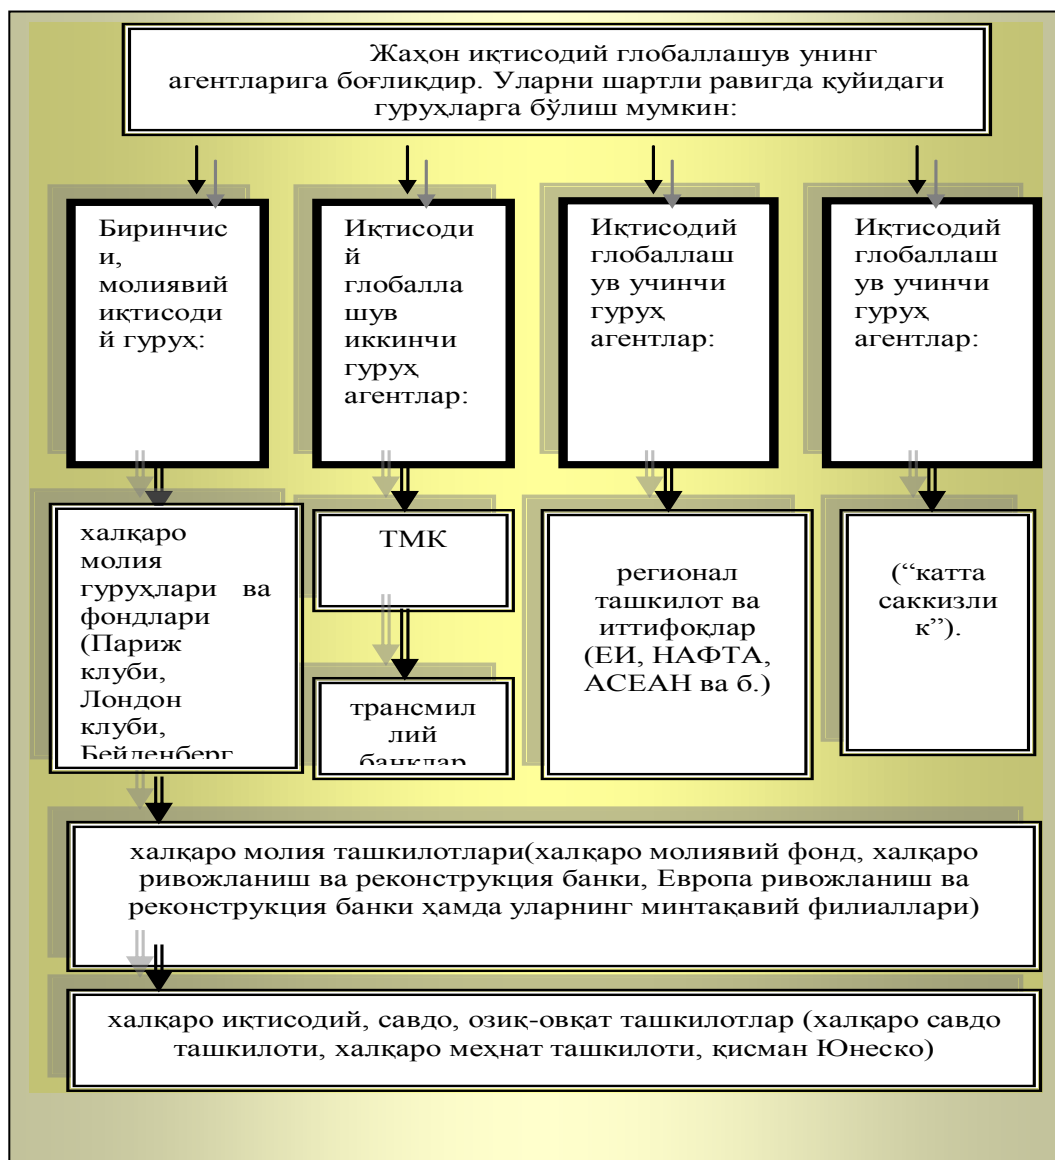 Жаҳон иқтисодий глобаллашув унинг
агентларига боғлиқдир. Уларни шартли равигда қуйидаги
гуруҳларга бўлиш мумкин:
Биринчис
и,
молиявий
иқтисоди
й гуруҳ:
Иқтисоди
й
глобалла
шув
иккинчи
гуруҳ
агентлар:
Иқтисодий
глобаллаш
ув учинчи
гуруҳ
агентлар:
Иқтисодий
глобаллаш
ув учинчи
гуруҳ
агентлар:
халқаро
молия
гуруҳлари ва
фондлари
(Париж
клуби,
Лондон
клуби,
Бейденберг
ТМК
трансмил
лий
банклар
регионал
ташкилот ва
иттифоқлар
(ЕИ, НАФТА,
АСЕАН ва б.)
(“катта
саккизли
к”).
халқаро молия ташкилотлари(халқаро молиявий фонд, халқаро
ривожланиш ва реконструкция банки, Европа ривожланиш ва
реконструкция банки ҳамда уларнинг минтақавий филиаллари)
халқаро иқтисодий, савдо, озиқ-овқат ташкилотлар (халқаро савдо
ташкилоти, халқаро меҳнат ташкилоти, қисман Юнеско)